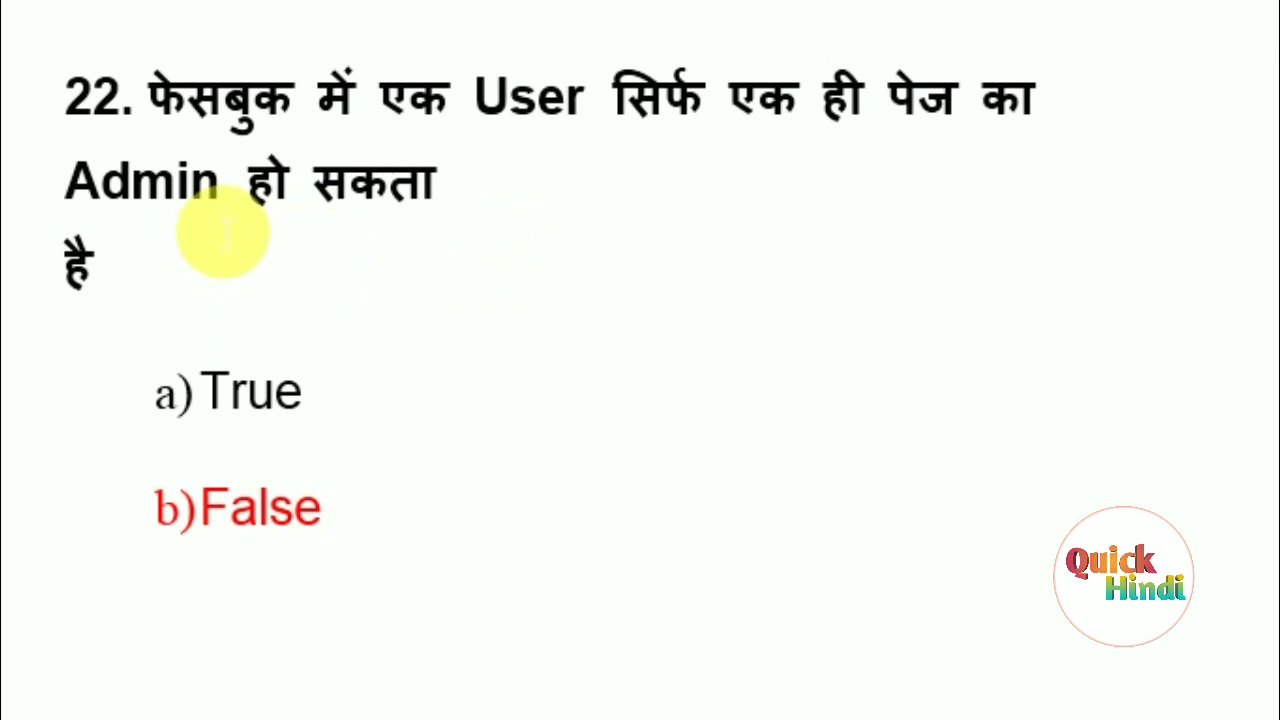 22. फेसबुक में एक User सिर्फ एक ही पेज का
Admin हो सकता
है
a) True
b) False
Quick
Hindi